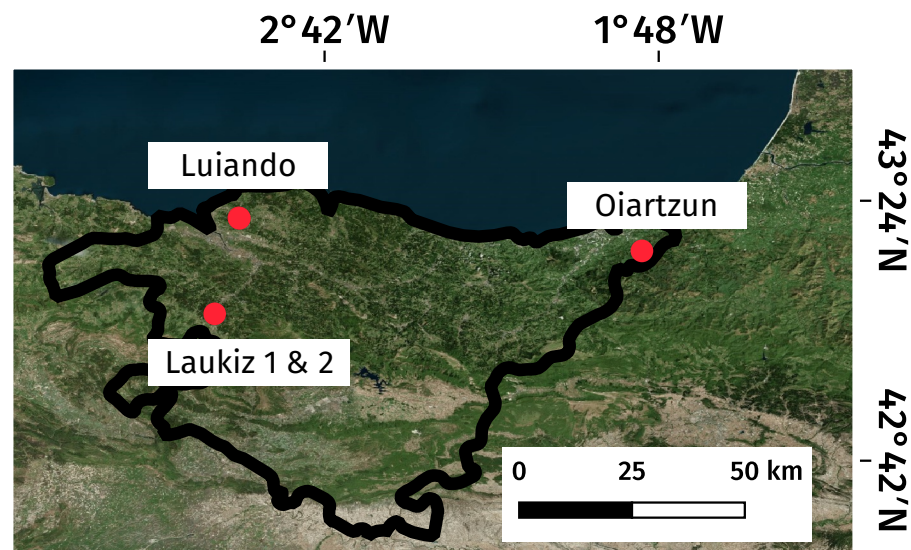 2°42′W
1°48′W
Luiando
Oiartzun
43°24′N
Laukiz 1 & 2
42°42′N
0 25 50 km